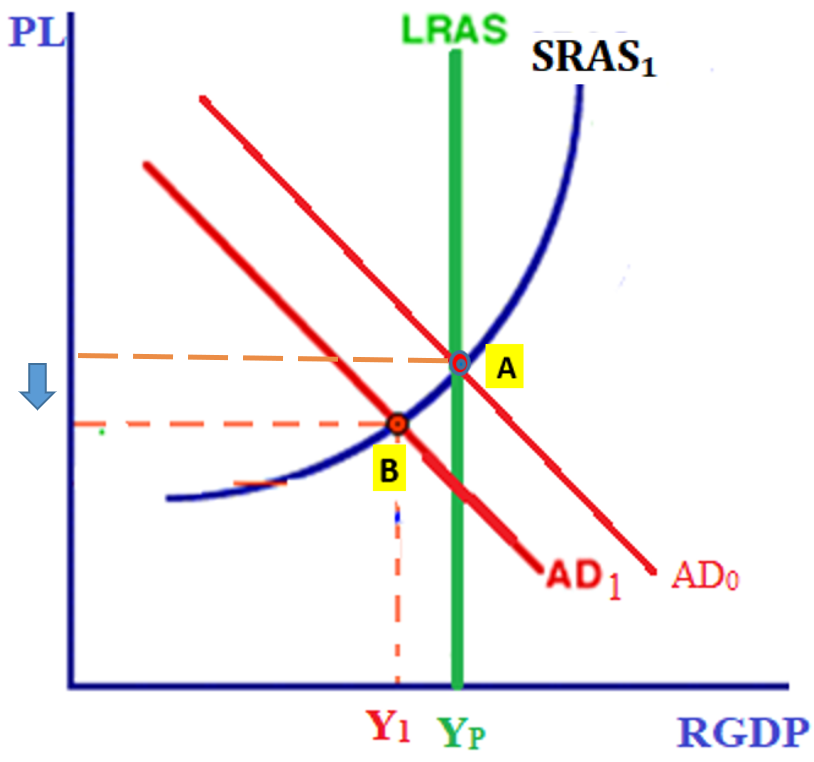 PL
LRAS
SRAS₁
A
B
AD₁
AD₀
Y₁
Yₚ
RGDP